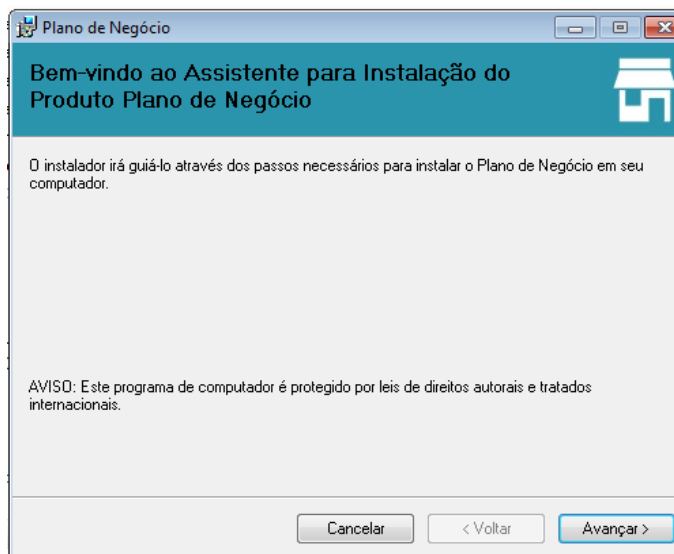 Plano de Negócio
Bem-vindo ao Assistente para Instalação do
Produto Plano de Negócio
O instalador irá guiá-lo através dos passos necessários para instalar o Plano de Negócio em seu
computador.
AVISO: Este programa de computador é protegido por leis de direitos autorais e tratados
internacionais.
Cancelar
< Voltar
Avançar >